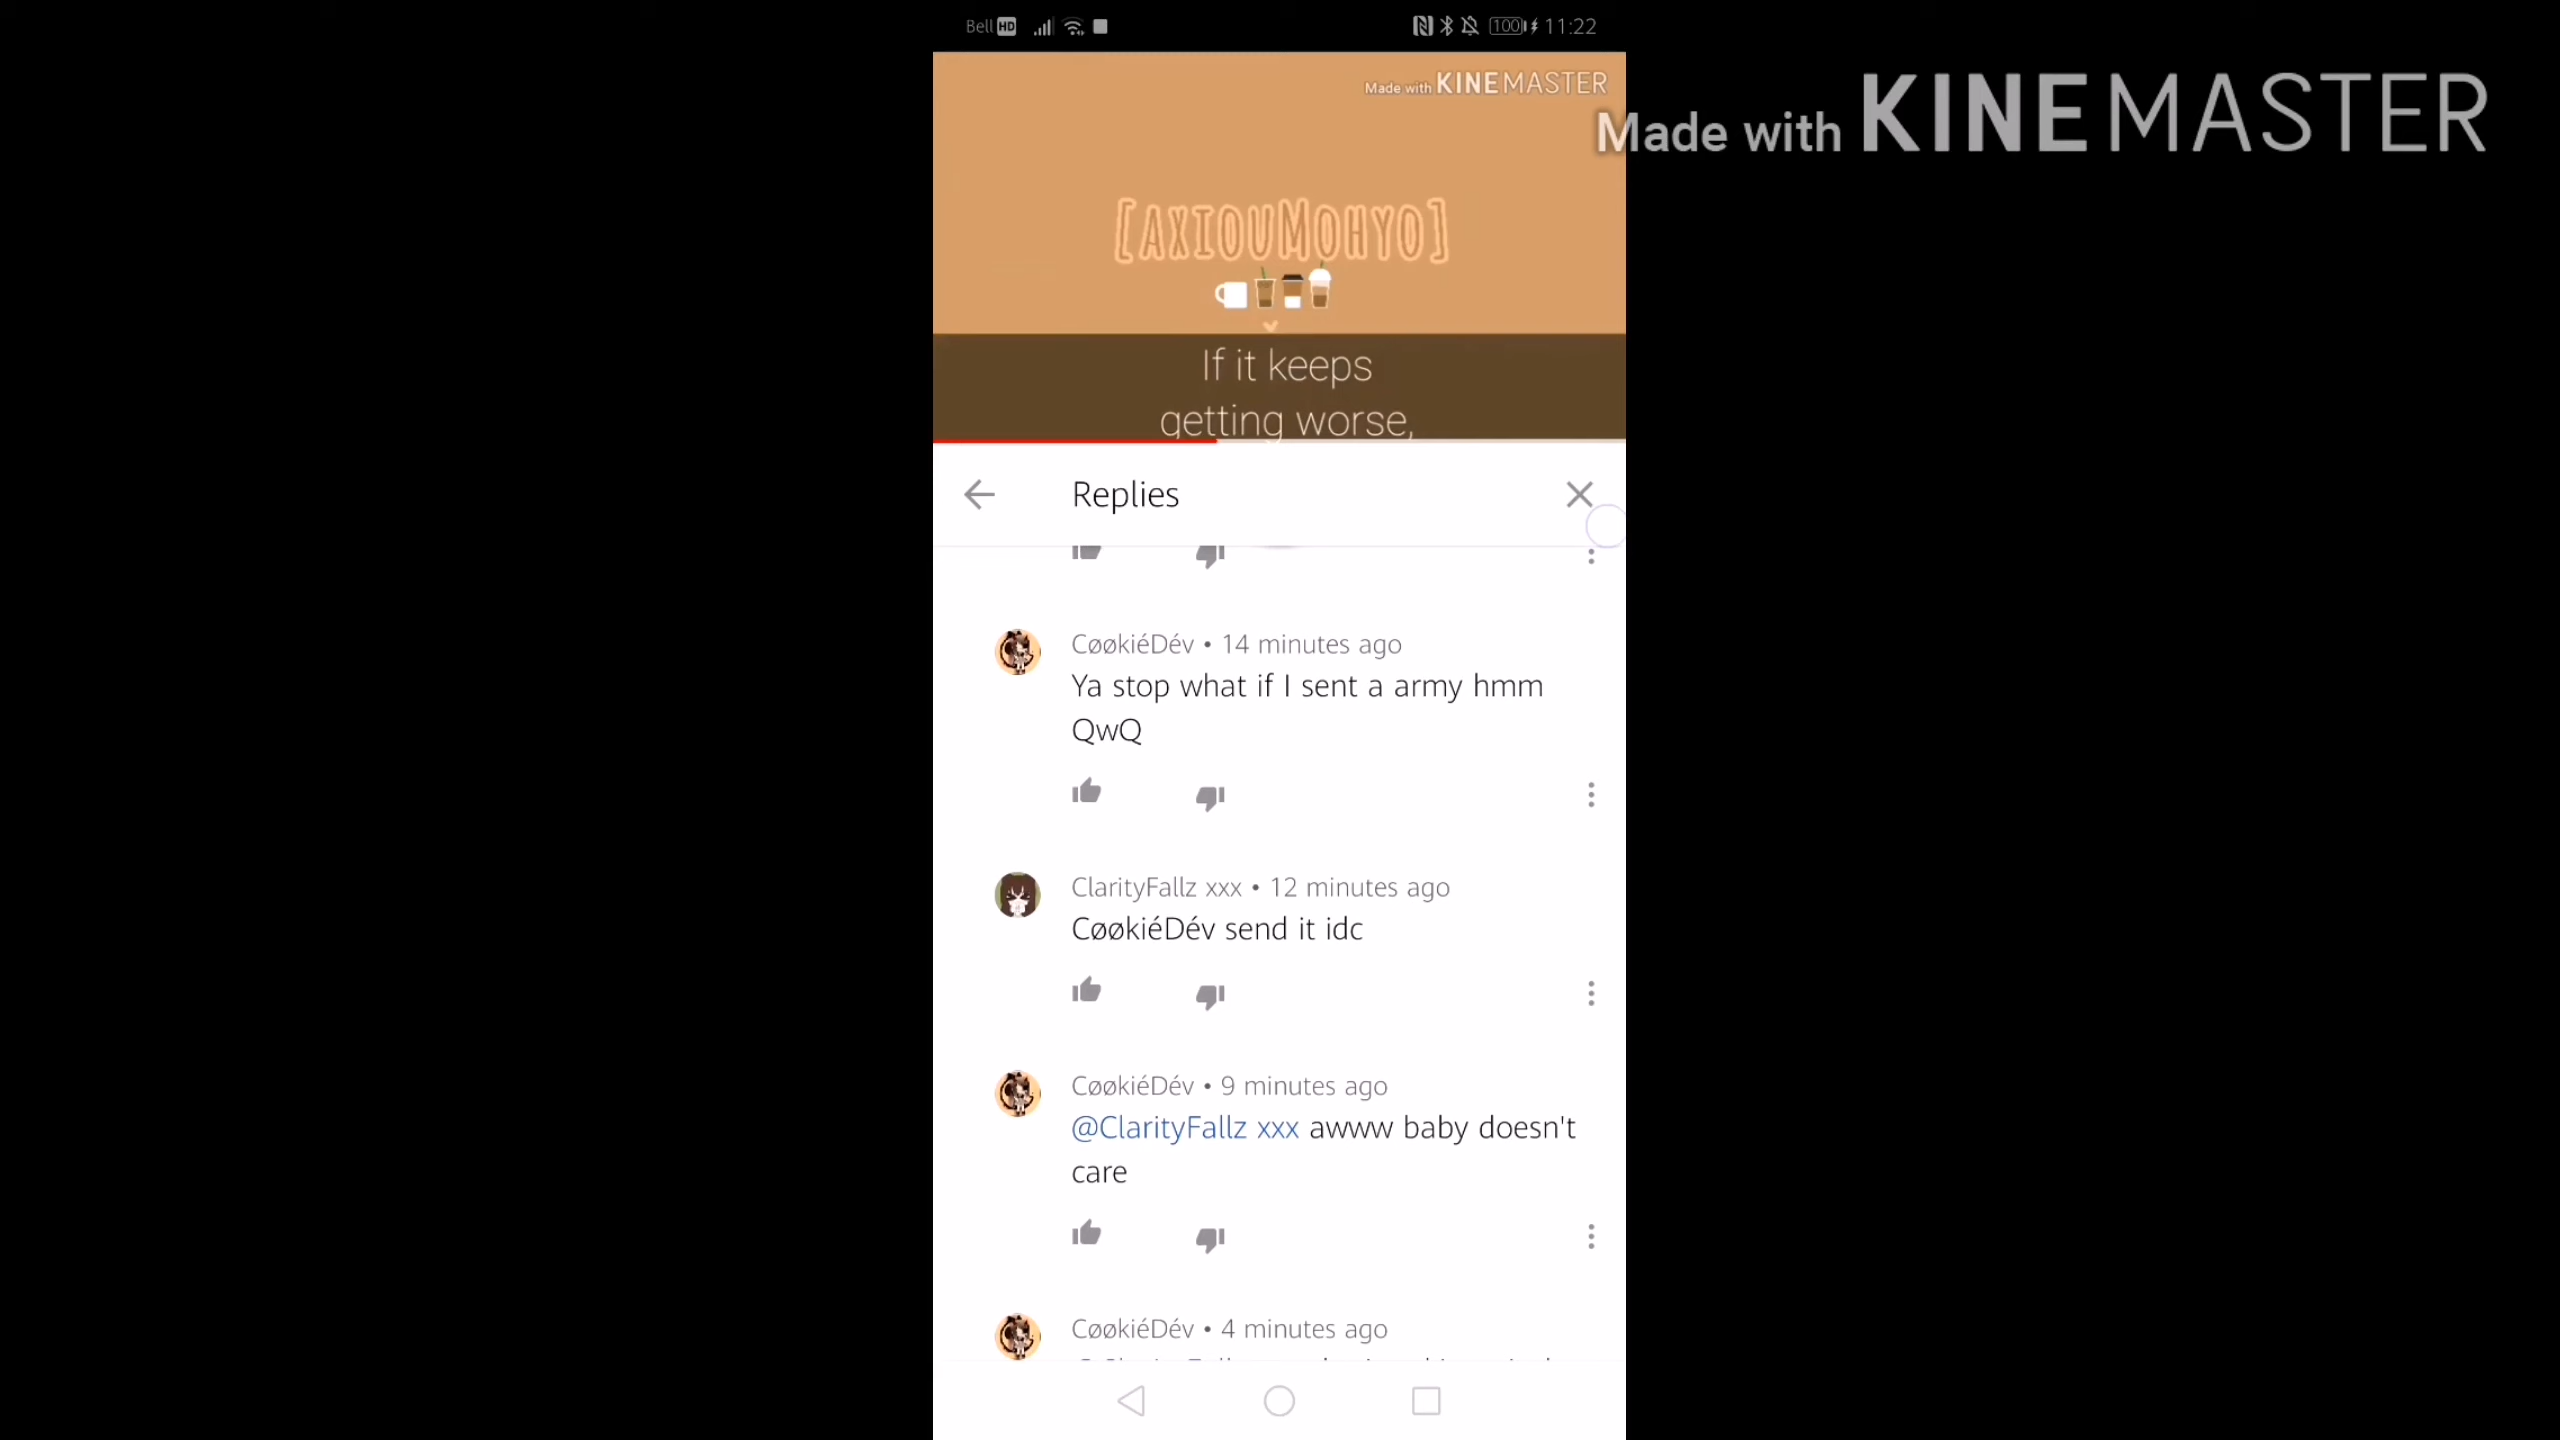 Bell HD
100 11:22
Made with KINEMASTER
Made with KINEMASTER
[AXIOUMOHYO]
If it keeps
getting worse,
Replies
CøøkiéDév • 14 minutes ago
Ya stop what if I sent a army hmm
QwQ
ClarityFallz xxx • 12 minutes ago
CøøkiéDév send it idc
CøøkiéDév • 9 minutes ago
@ClarityFallz xxx awww baby doesn't
care
CøøkiéDév • 4 minutes ago